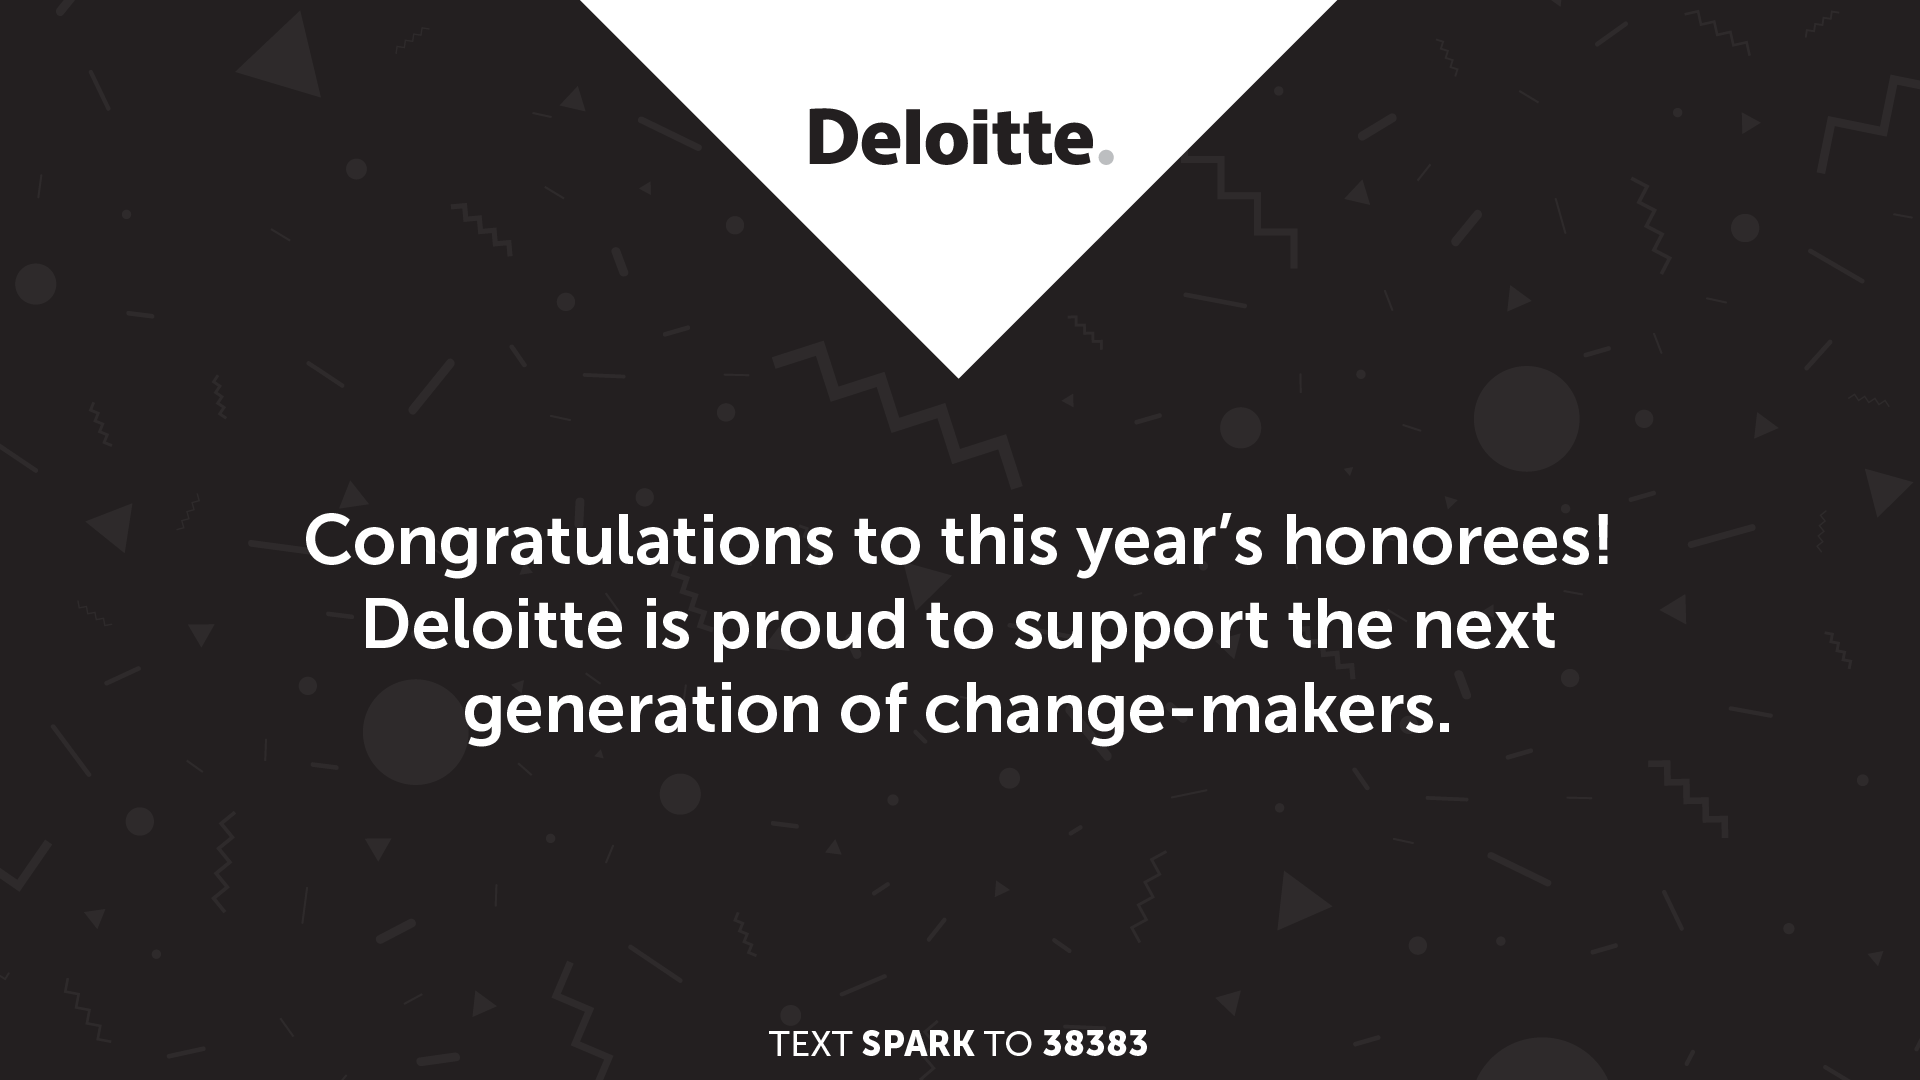 Deloitte.
Congratulations to this year’s honorees!
Deloitte is proud to support the next
generation of change-makers.
TEXT SPARK TO 38383